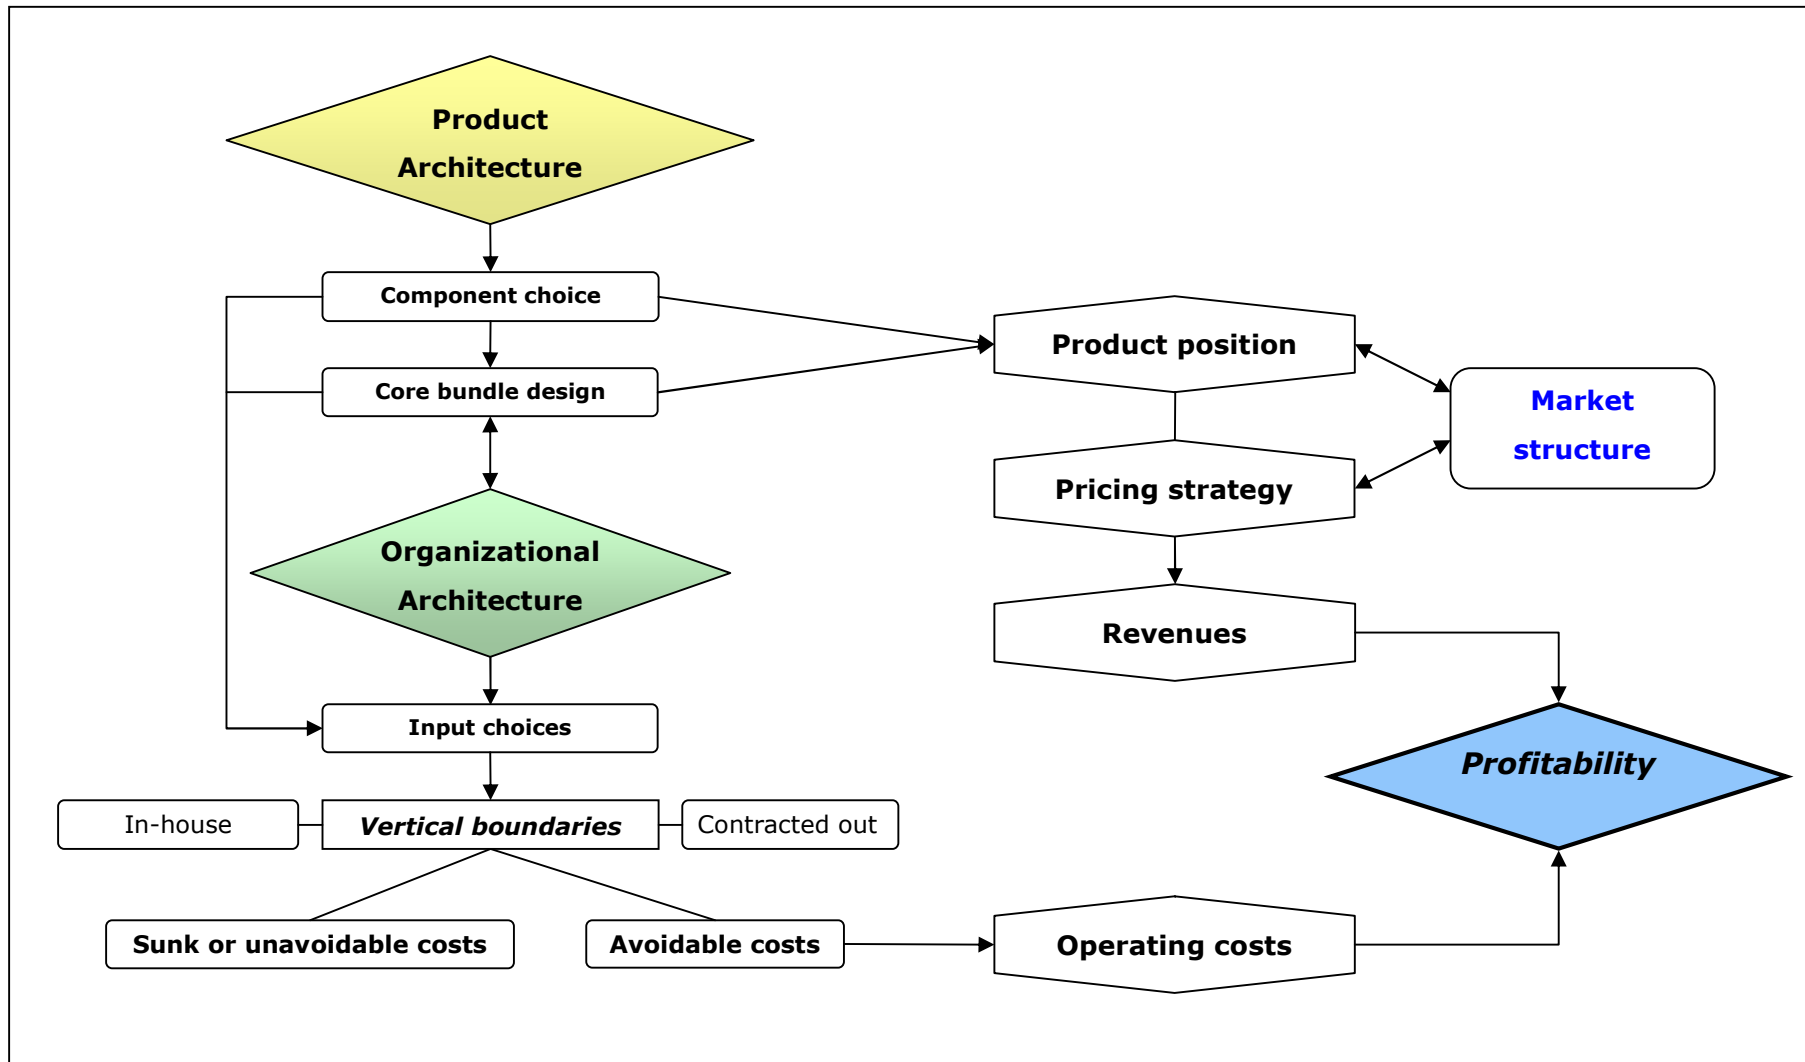 Product
Architecture
Component choice
Core bundle design
Product position
Market
structure
Pricing strategy
Organizational
Architecture
Revenues
Input choices
Profitability
In-house
Vertical boundaries
Contracted out
Sunk or unavoidable costs
Avoidable costs
Operating costs